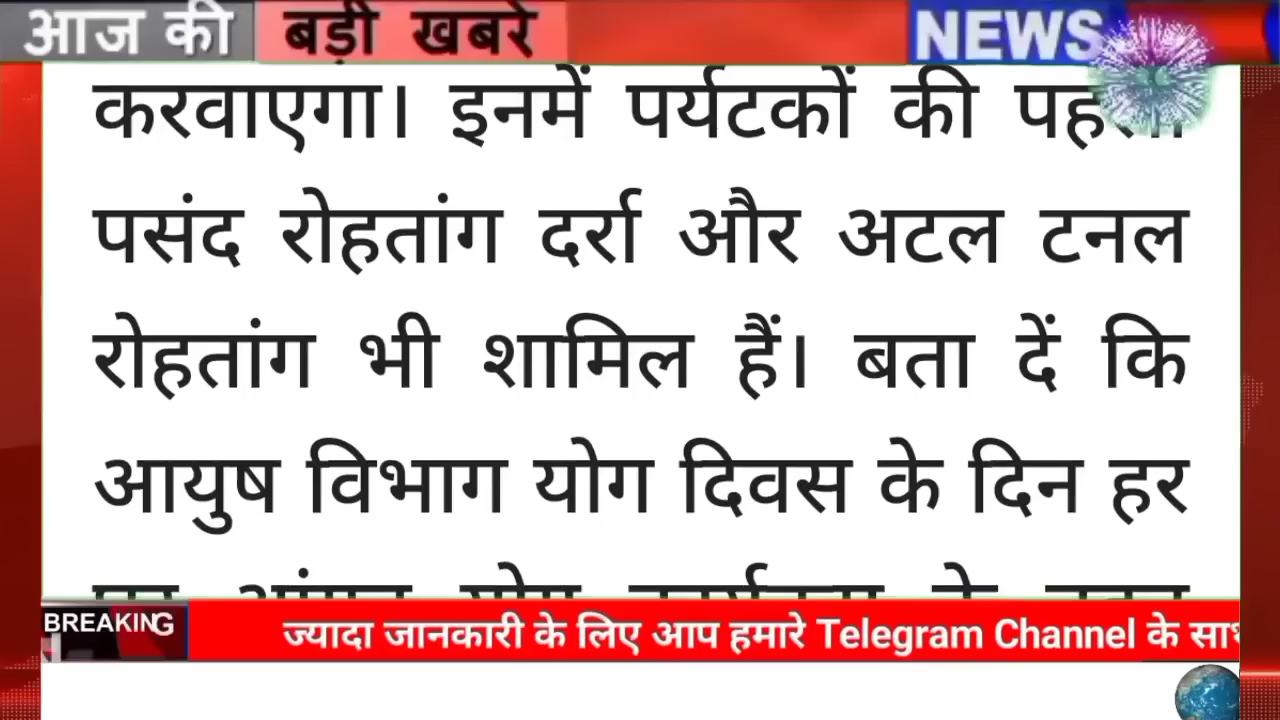 आज की बड़ी खबरे NEWS
करवाएगा। इनमें पर्यटकों की
पसंद रोहतांग दर्रा और अटल टनल
रोहतांग भी शामिल हैं। बता दें कि
आयुष विभाग योग दिवस के दिन हर
BREAKING ज्यादा जानकारी के लिए आप हमारे Telegram Channel के